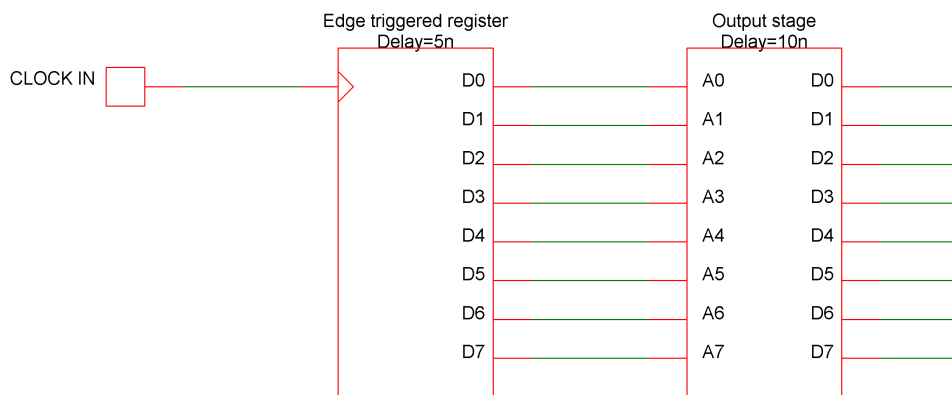 Edge triggered register
Delay=5n
Output stage
Delay=10n
CLOCK IN
D0 A0 D0
D1 A1 D1
D2 A2 D2
D3 A3 D3
D4 A4 D4
D5 A5 D5
D6 A6 D6
D7 A7 D7